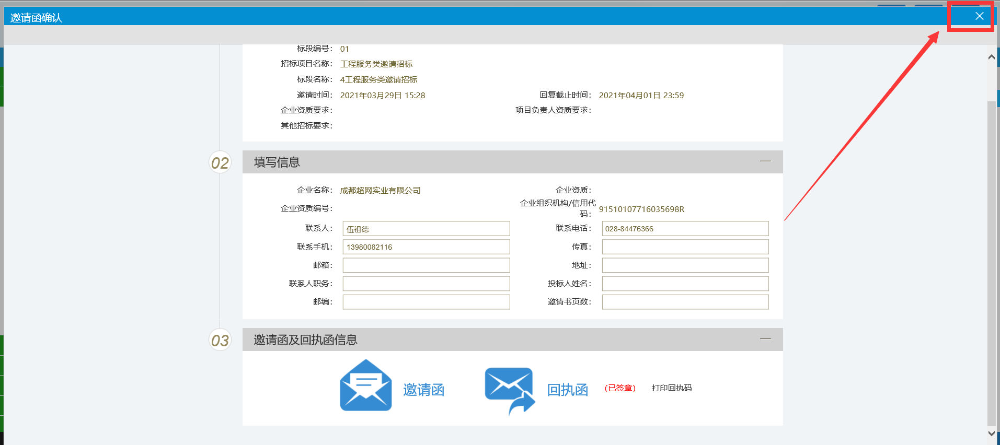 邀请函确认
标段编号： 01
招标项目名称： 工程服务类邀请招标
标段名称： 4工程服务类邀请招标
邀请时间： 2021年03月29日 15:28 回复截止时间： 2021年04月01日 23:59
企业资质要求： 项目负责人资质要求：
其他招标要求：
02 填写信息
企业名称： 成都超网实业有限公司 企业资质：
企业资质编号： 企业组织机构/信用代
码： 91510107716035698R
联系人： 伍祖德 联系电话： 028-84476366
联系手机： 13980082116 传真：
邮箱： 地址：
联系人职务： 投标人姓名：
邮编： 邀请书页数：
03 邀请函及回执函信息
邀请函 回执函 (已签章) 打印回执码